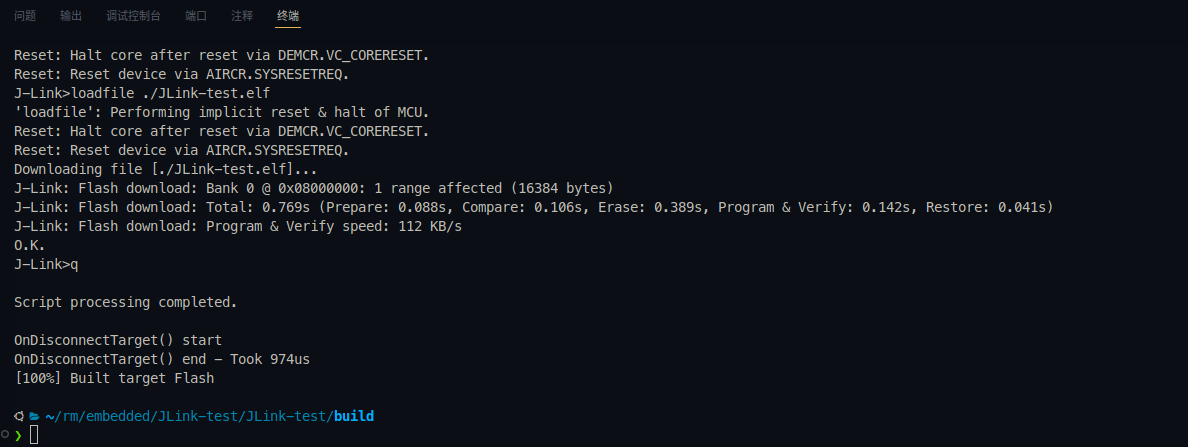 问题 输出 调试控制台 端口 注释 终端
Reset: Halt core after reset via DEMCR.VC_CORERESET.
Reset: Reset device via AIRCR.SYSRESETREQ.
J-Link>loadfile ./JLink-test.elf
'loadfile': Performing implicit reset & halt of MCU.
Reset: Halt core after reset via DEMCR.VC_CORERESET.
Reset: Reset device via AIRCR.SYSRESETREQ.
Downloading file [./JLink-test.elf]...
J-Link: Flash download: Bank 0 @ 0x08000000: 1 range affected (16384 bytes)
J-Link: Flash download: Total: 0.769s (Prepare: 0.088s, Compare: 0.106s, Erase: 0.389s, Program & Verify: 0.142s, Restore: 0.041s)
J-Link: Flash download: Program & Verify speed: 112 KB/s
O.K.
J-Link>q
Script processing completed.
OnDisconnectTarget() start
OnDisconnectTarget() end - Took 974us
[100%] Built target Flash
~/rm/embedded/JLink-test/JLink-test/build
❯